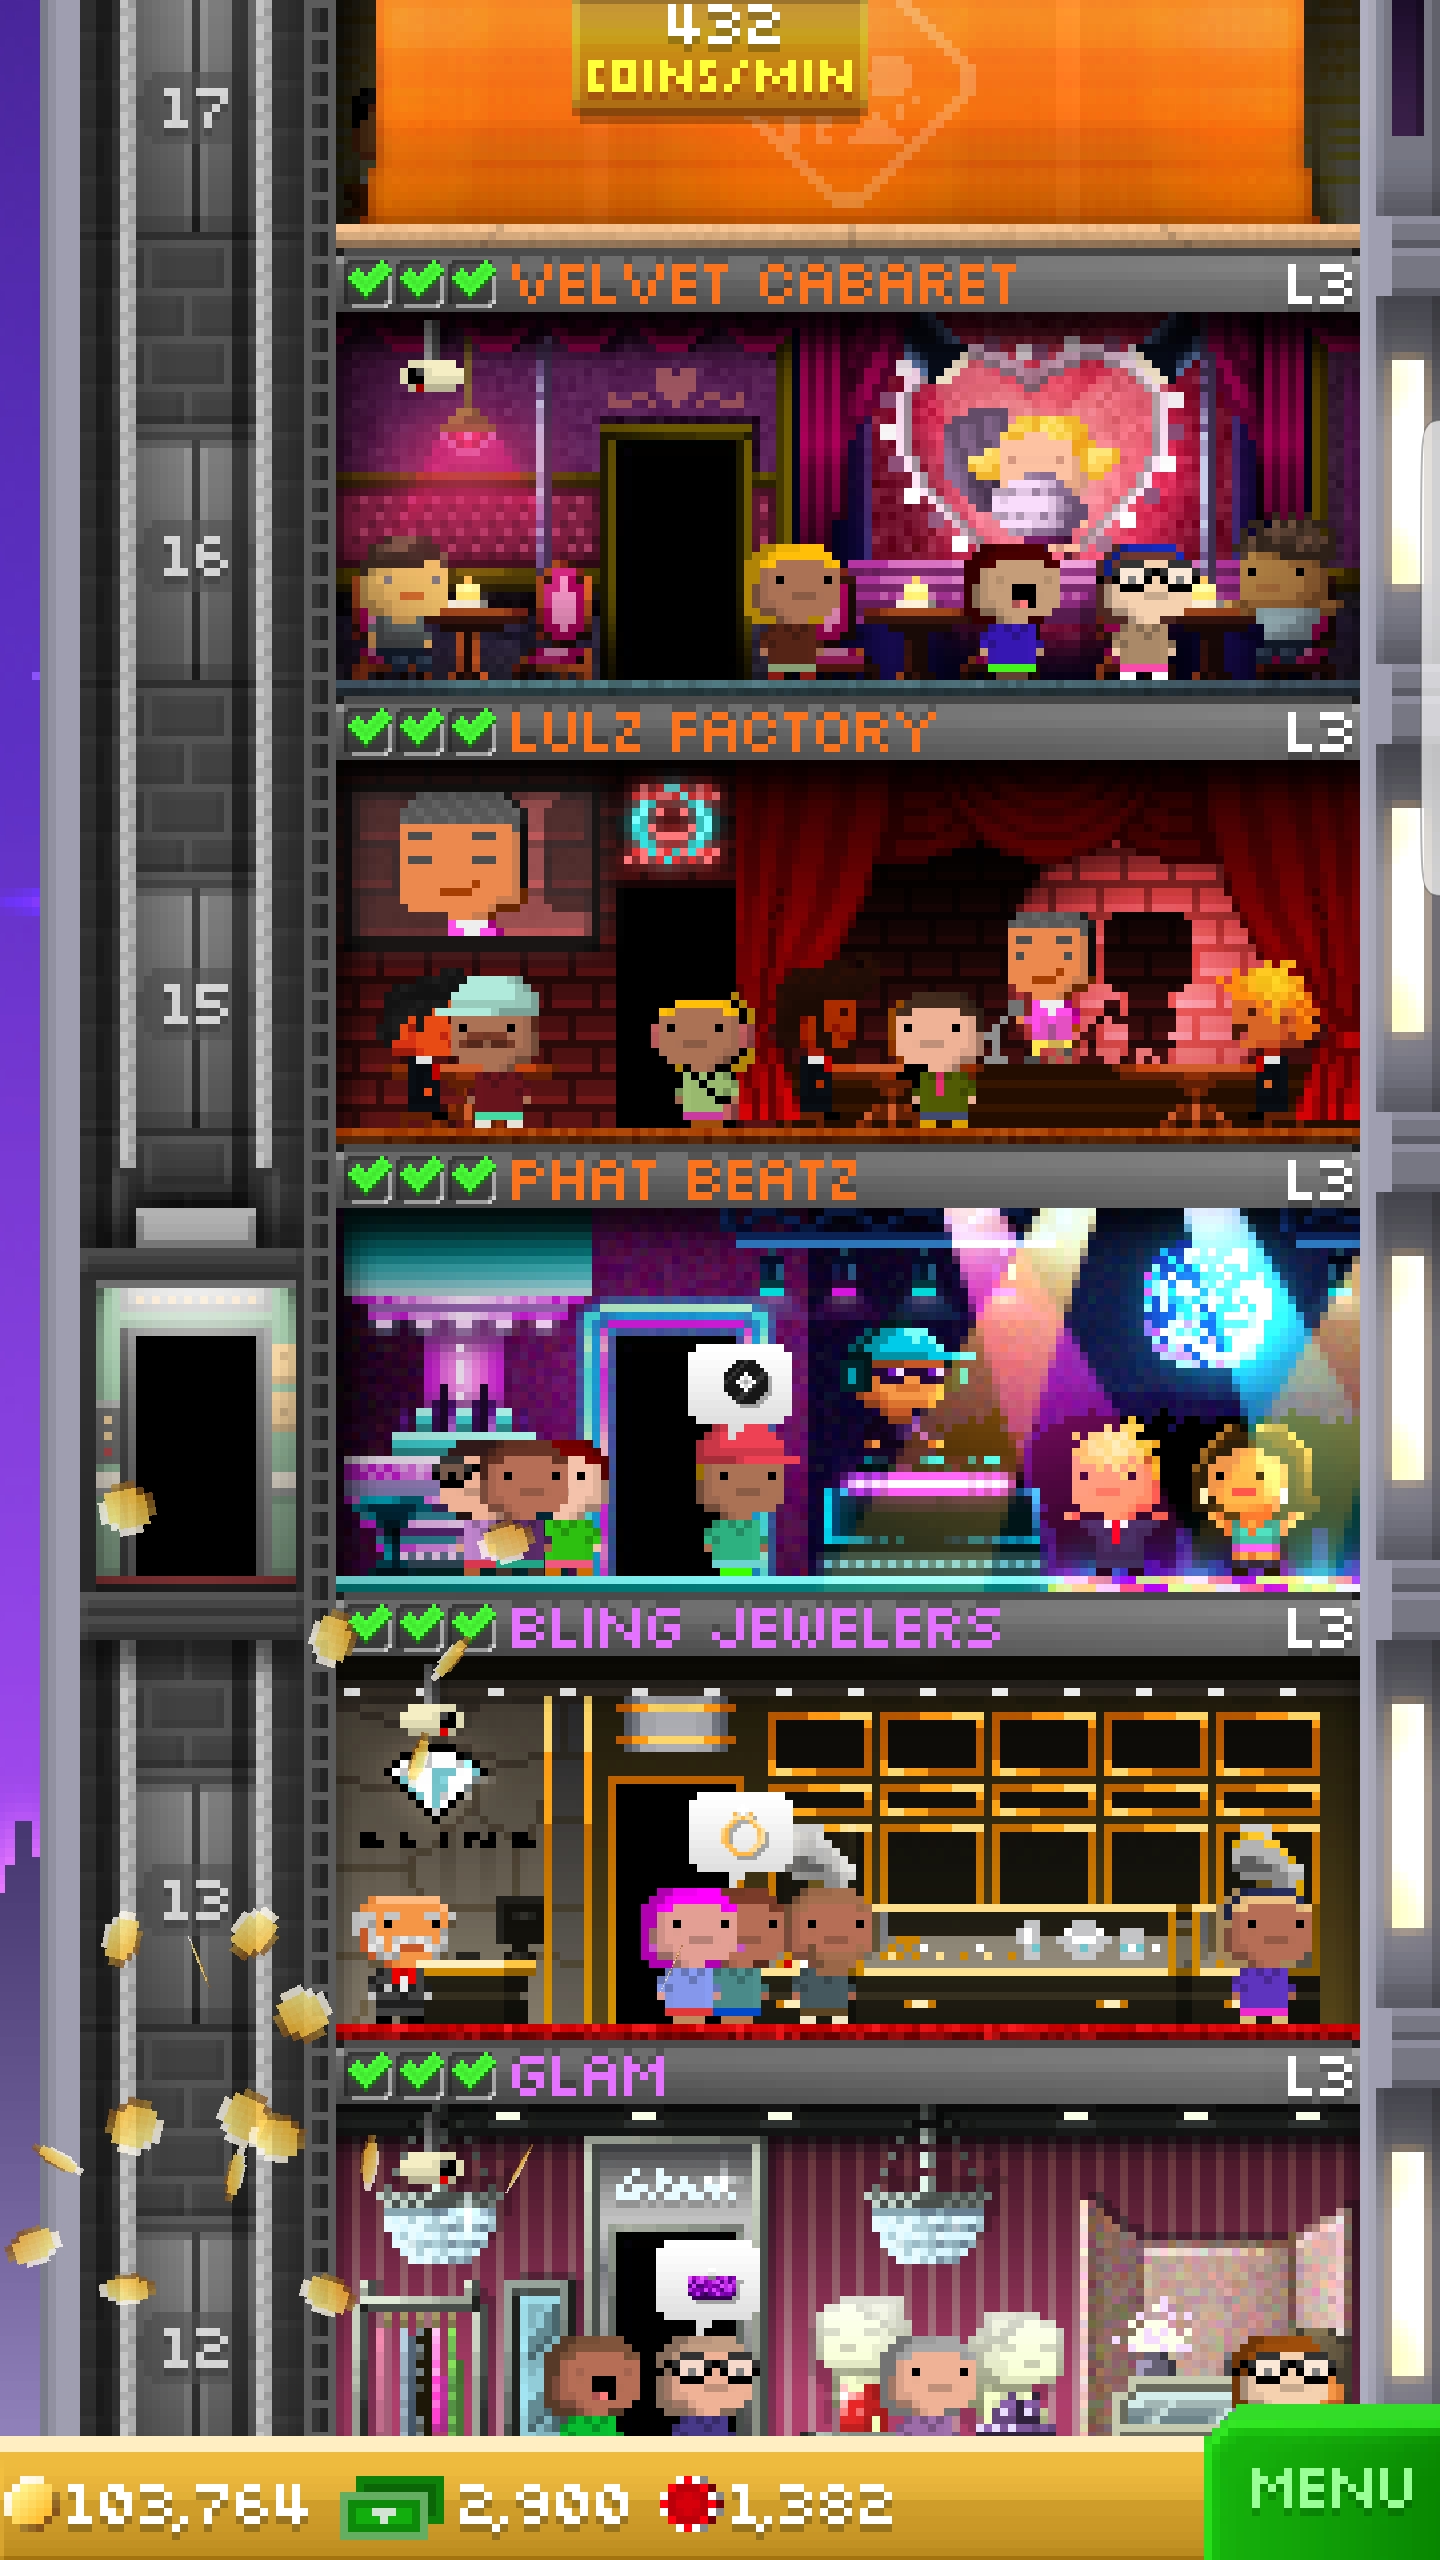 432
COINS/MIN
17
VELVET CABARET L3
16
LULZ FACTORY L3
15
PHAT BEATZ L3
BLING JEWELERS L3
BLING
13
GLAM L3
Glam
12
103,764 2,900 1,382
MENU